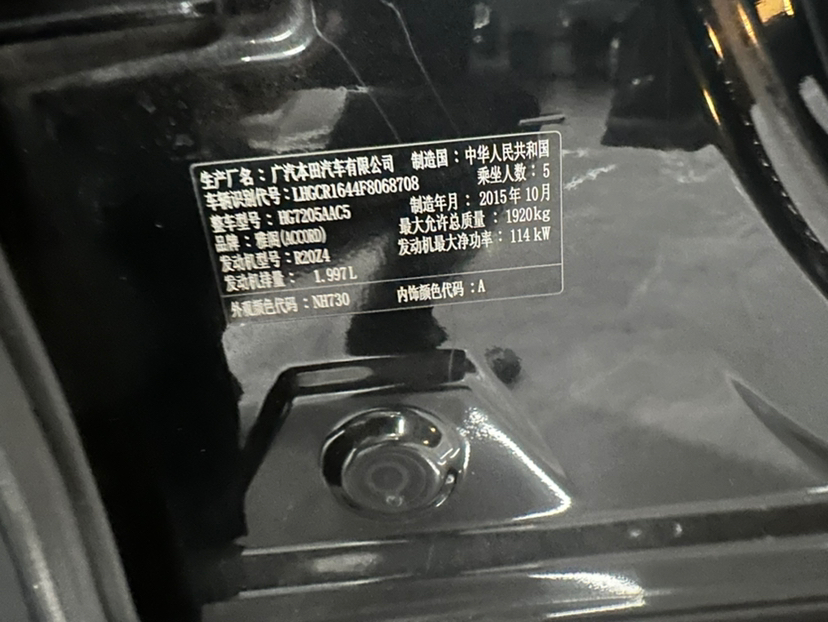 生产厂名：广汽本田汽车有限公司 制造国：中华人民共和国
车辆识别代号：LHGCR1644F8068708 乘坐人数：5
整车型号：HG7205AAC5 制造年月：2015年10月
品牌：雅阁(ACCORD) 最大允许总质量：1920kg
发动机型号：R20Z4 发动机最大净功率：114kW
发动机排量：1.997L
外观颜色代码：NH730 内饰颜色代码：A